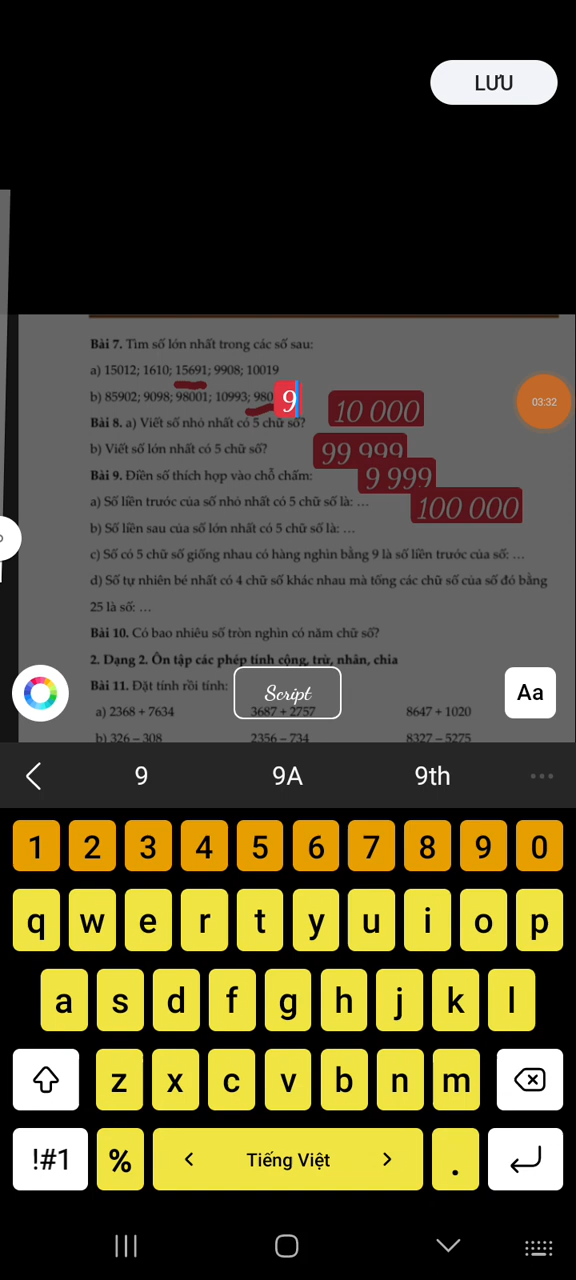 LƯU
Bài 7. Tìm số lớn nhất trong các số sau:
a) 15012; 1610; 15691; 9908; 10019
b) 85902; 9098; 98001; 10993; 980
9
10 000
03:32
Bài 8. a) Viết số nhỏ nhất có 5 chữ số?
b) Viết số lớn nhất có 5 chữ số?
99 999
Bài 9. Điền số thích hợp vào chỗ chấm:
9 999
a) Số liền trước của số nhỏ nhất có 5 chữ số là: …
100 000
b) Số liền sau của số lớn nhất có 5 chữ số là: …
c) Số có 5 chữ số giống nhau có hàng nghìn bằng 9 là số liền trước của số: …
d) Số tự nhiên bé nhất có 4 chữ số khác nhau mà tổng các chữ số của số đó bằng
25 là số: …
Bài 10. Có bao nhiêu số tròn nghìn có năm chữ số?
2. Dạng 2. Ôn tập các phép tính cộng, trừ, nhân, chia
Bài 11. Đặt tính rồi tính:
Script
Aa
a) 2368 + 7634 3687 + 2757 8647 + 1020
b) 326 – 308 2356 – 734 8327 – 5275
9 9A 9th
1 2 3 4 5 6 7 8 9 0
q w e r t y u i o p
a s d f g h j k l
z x c v b n m
!#1 % < Tiếng Việt > .